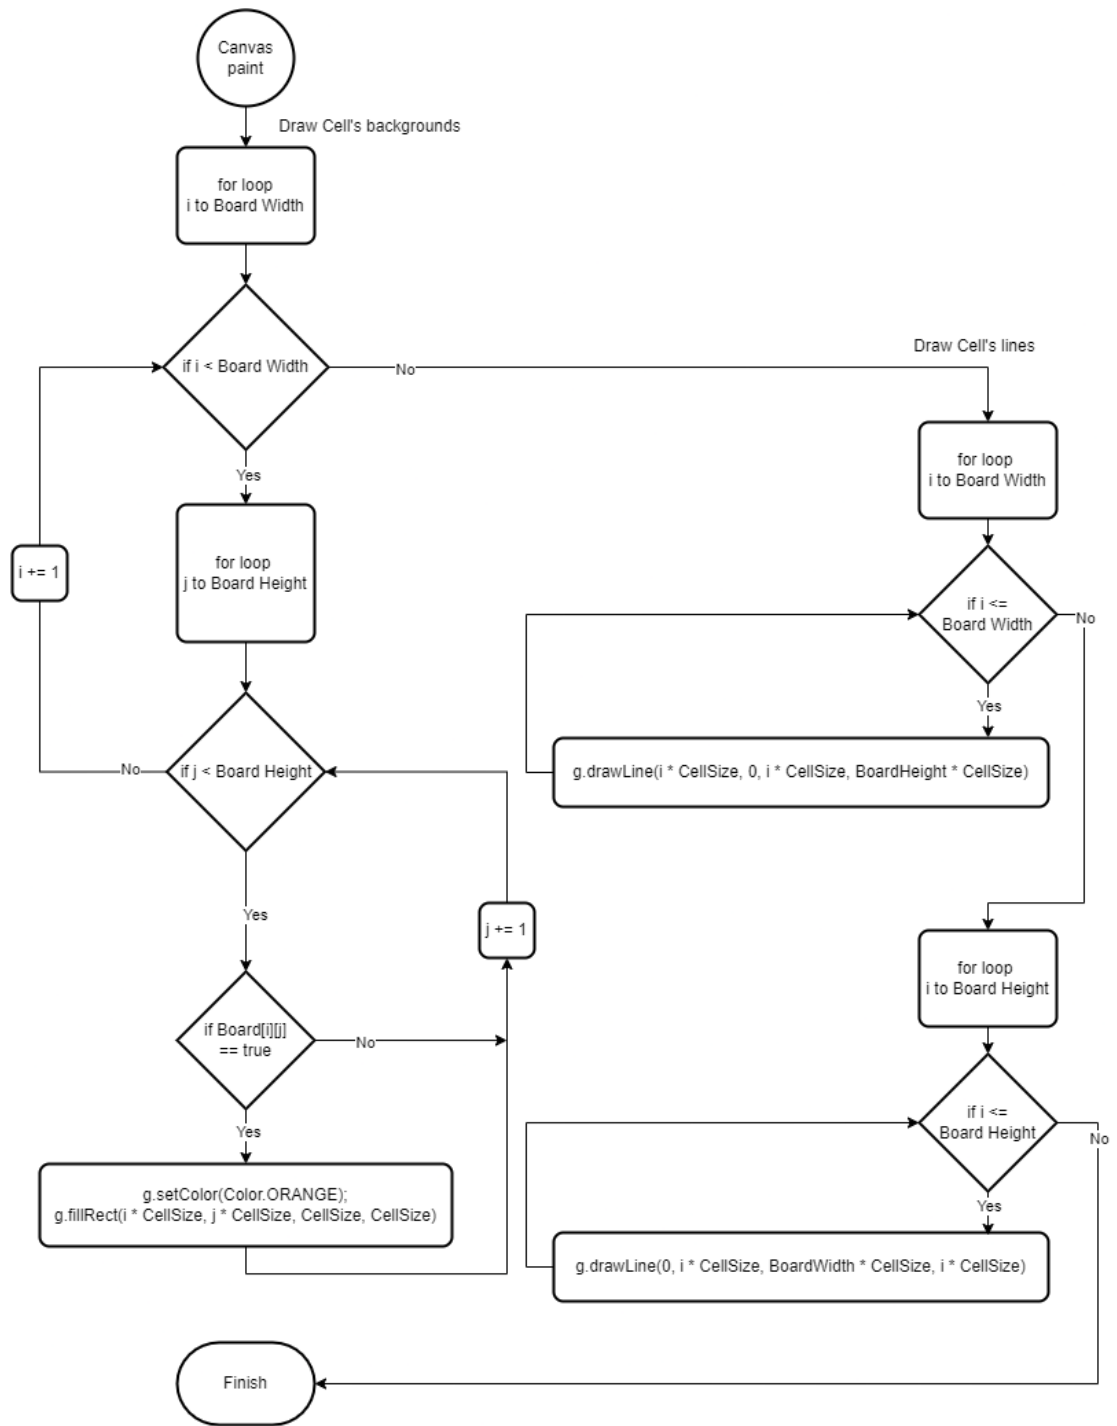 Canvas
paint
Draw Cell's backgrounds
for loop
i to Board Width
if i < Board Width
No
Yes
for loop
j to Board Height
i += 1
if j < Board Height
No
Yes
j += 1
if Board[i][j]
== true
No
Yes
g.setColor(Color.ORANGE);
g.fillRect(i * CellSize, j * CellSize, CellSize, CellSize)
Draw Cell's lines
for loop
i to Board Width
if i <=
Board Width
No
Yes
g.drawLine(i * CellSize, 0, i * CellSize, BoardHeight * CellSize)
for loop
i to Board Height
if i <=
Board Height
No
Yes
g.drawLine(0, i * CellSize, BoardWidth * CellSize, i * CellSize)
Finish